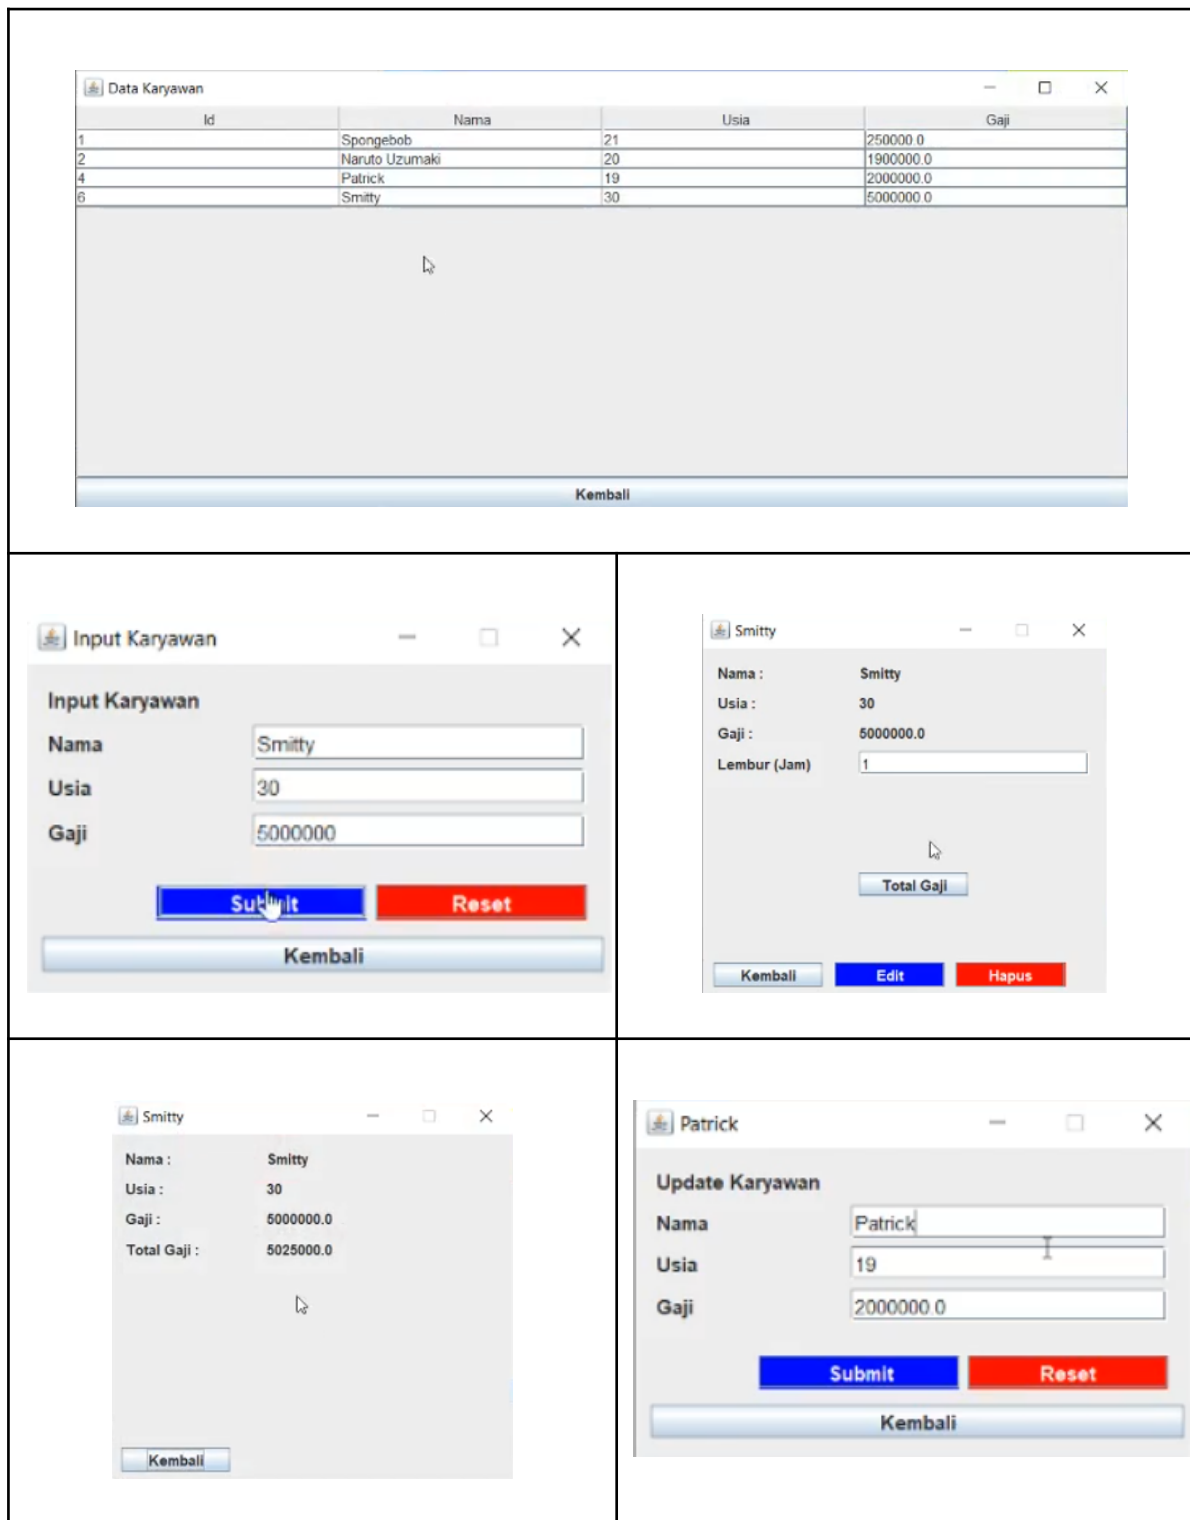 Data Karyawan
Id Nama Usia Gaji
1 Spongebob 21 250000.0
2 Naruto Uzumaki 20 1900000.0
4 Patrick 19 2000000.0
6 Smitty 30 5000000.0
Kembali
Input Karyawan
Input Karyawan
Nama Smitty
Usia 30
Gaji 5000000
Submit Reset
Kembali
Smitty
Nama : Smitty
Usia : 30
Gaji : 5000000.0
Lembur (Jam) 1
Total Gaji
Kembali Edit Hapus
Smitty
Nama : Smitty
Usia : 30
Gaji : 5000000.0
Total Gaji : 5025000.0
Kembali
Patrick
Update Karyawan
Nama Patrick
Usia 19
Gaji 2000000.0
Submit Reset
Kembali